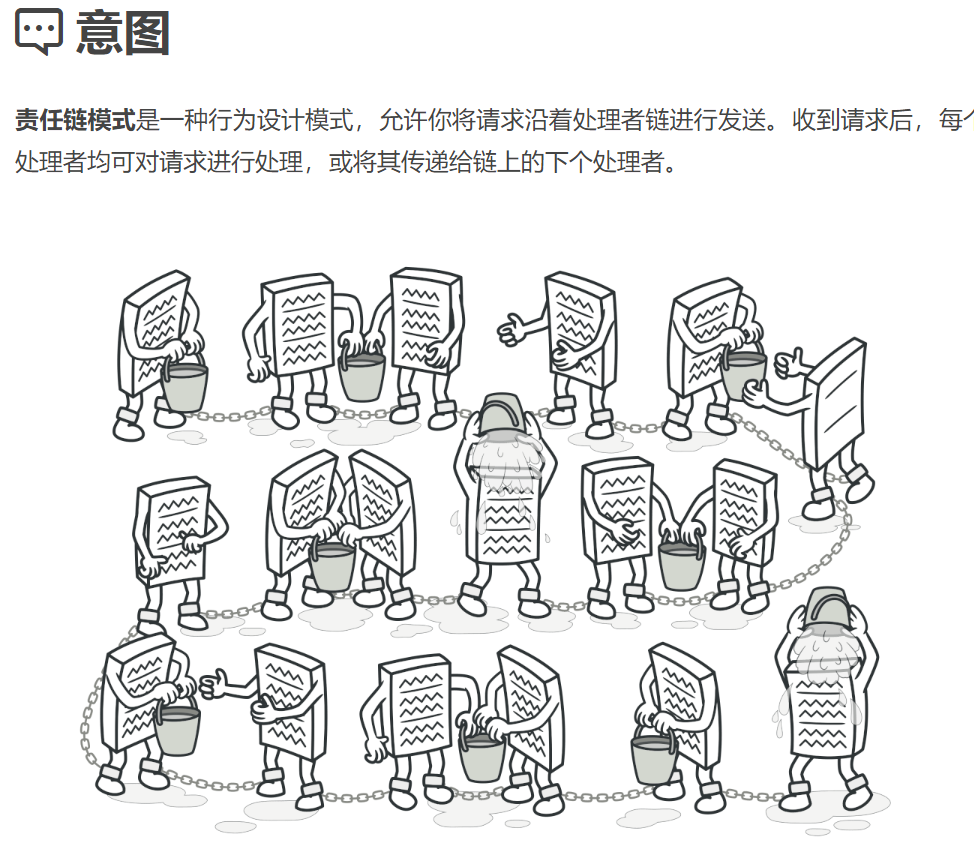 意图
责任链模式是一种行为设计模式，允许你将请求沿着处理者链进行发送。收到请求后，每个
处理者均可对请求进行处理，或将其传递给链上的下个处理者。